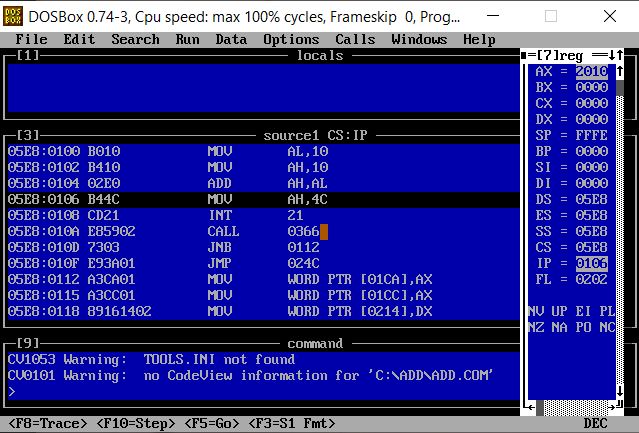 DOSBox 0.74-3, Cpu speed: max 100% cycles, Frameskip 0, Prog...
File Edit Search Run Data Options Calls Windows Help
[1] locals
[3] source1 CS:IP
05E8:0100 B010 MOV AL,10
05E8:0102 B410 MOV AH,10
05E8:0104 02E0 ADD AH,AL
05E8:0106 B44C MOV AH,4C
05E8:0108 CD21 INT 21
05E8:010A E85902 CALL 0366
05E8:010D 7303 JNB 0112
05E8:010F E93A01 JMP 024C
05E8:0112 A3CA01 MOV WORD PTR [01CA],AX
05E8:0115 A3CC01 MOV WORD PTR [01CC],AX
05E8:0118 89161402 MOV WORD PTR [0214],DX
[9] command
CV1053 Warning: TOOLS.INI not found
CV0101 Warning: no CodeView information for 'C:\ADD\ADD.COM'
>
[7]reg
AX = 2010
BX = 0000
CX = 0000
DX = 0000
SP = FFFE
BP = 0000
SI = 0000
DI = 0000
DS = 05E8
ES = 05E8
SS = 05E8
CS = 05E8
IP = 0106
FL = 0202
NV UP EI PL
NZ NA PO NC
<F8=Trace> <F10=Step> <F5=Go> <F3=S1 Fmt> DEC